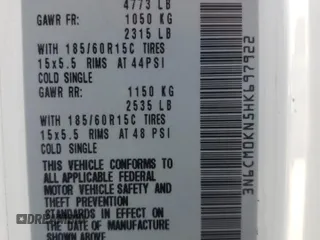 4773 LB
GAWR FR: 1050 KG
2315 LB
WITH 185/60R15C TIRES
15x5.5 RIMS AT 44PSI
COLD SINGLE
GAWR RR: 1150 KG
2535 LB
WITH 185/60R15C TIRES
15x5.5 RIMS AT 48 PSI
COLD SINGLE
THIS VEHICLE CONFORMS TO
ALL APPLICABLE FEDERAL
MOTOR VEHICLE SAFETY AND
STANDARDS IN EFFECT ON
THE DATE OF MANUFACTURE
SHOWN ABOVE
3N6CM0KN5HK697922